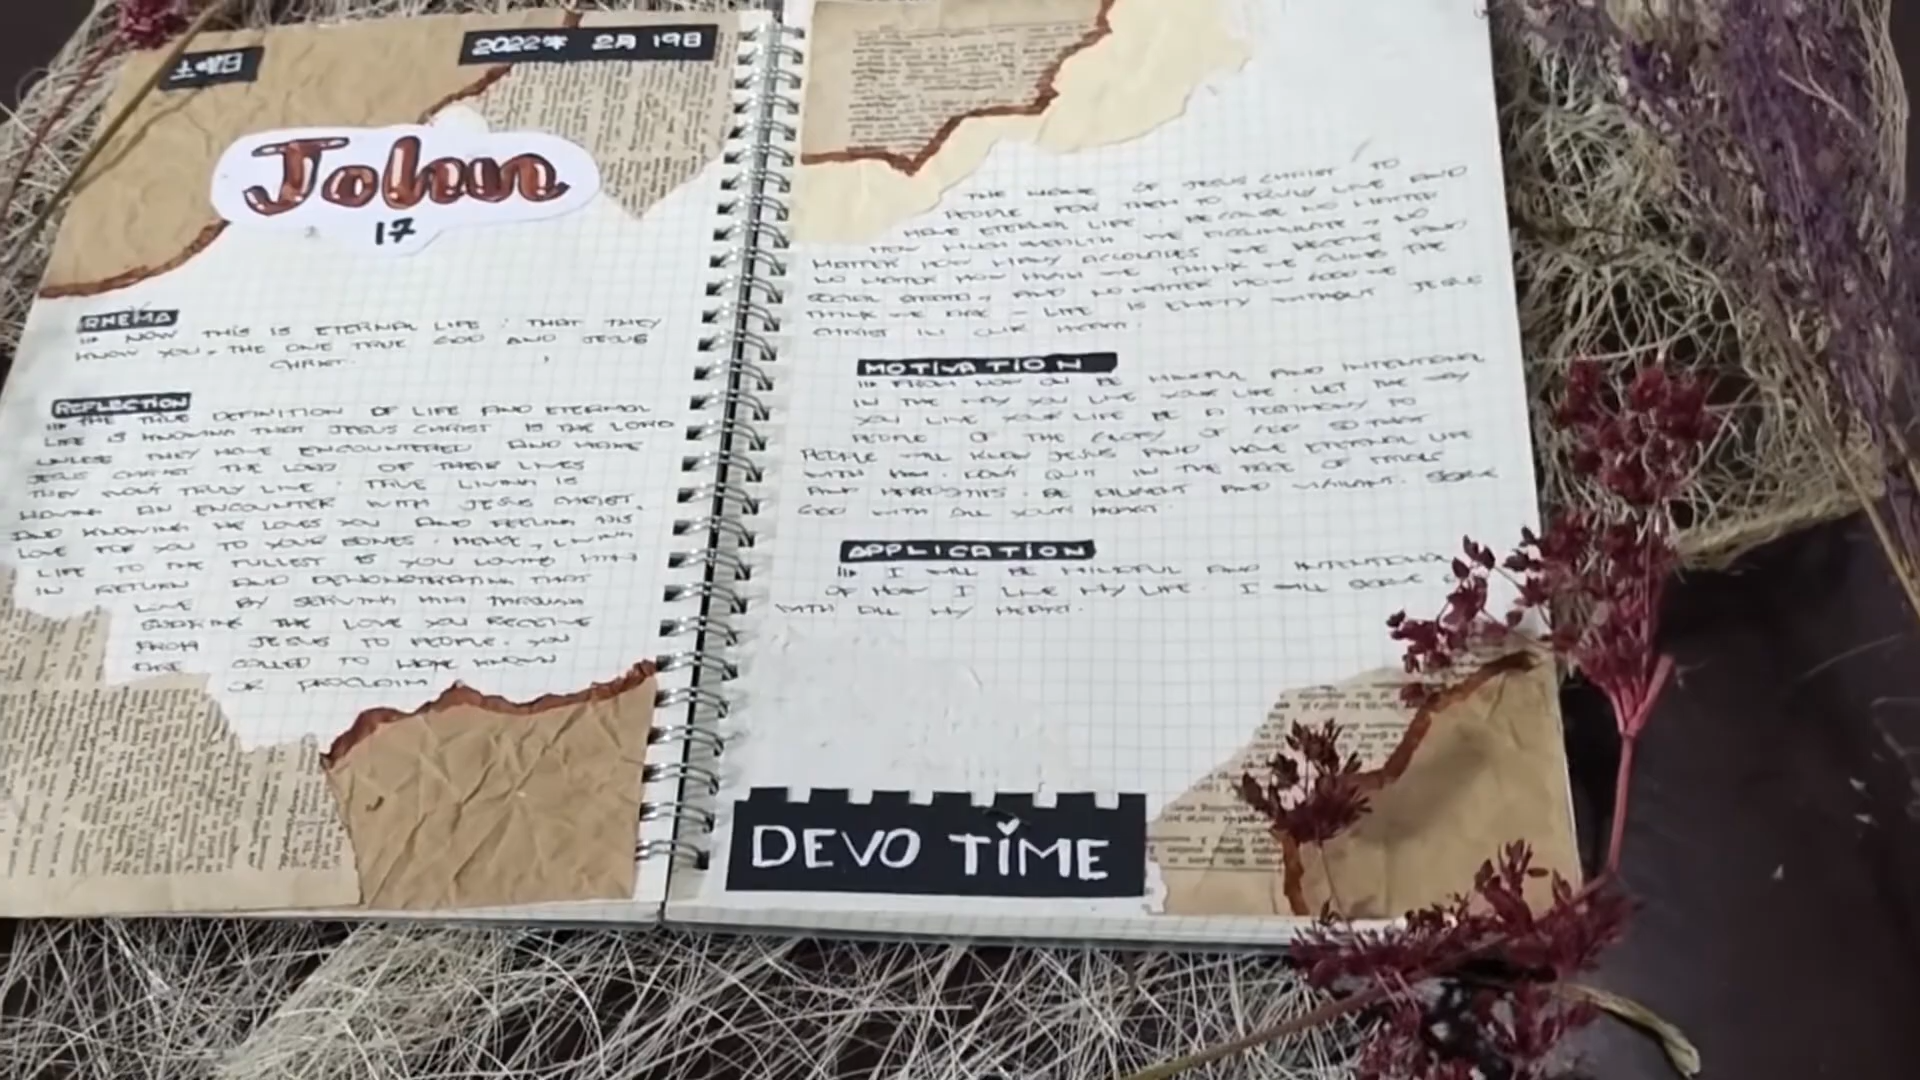 土曜日
2022年 2月 19日
John
17
RHEMA
NOW THIS IS ETERNAL LIFE : THAT THEY
KNOW YOU, THE ONE TRUE GOD AND JESUS
CHRIST.
REFLECTION
THE TRUE DEFINITION OF LIFE AND ETERNAL
LIFE IS KNOWING THAT JESUS CHRIST IS THE LORD
UNLESS THEY HAVE ENCOUNTERED AND MAKE
JESUS CHRIST THE LORD OF THEIR LIVES
THEY TRULY LIVE. TRUE LIVING IS
HAVING AN ENCOUNTER WITH JESUS CHRIST,
AND KNOWING HE LOVES YOU AND FEELING HIS
LOVE FOR YOU TO YOUR BONES. HENCE, LIVING
LIFE TO THE FULLEST IS YOU LOVING HIM
IN RETURN AND DEMONSTRATING THAT
LOVE BY SERVING HIM THROUGH
THE LOVE YOU RECEIVE
FROM JESUS TO PEOPLE. YOU
ARE CALLED TO MAKE KNOWN
OR PROCLAIM
THE NAME OF JESUS CHRIST TO
PEOPLE FOR THEM TO TRULY LIVE AND
HAVE ETERNAL LIFE. BECAUSE NO MATTER
HOW MUCH WEALTH WE ACCUMULATE, NO
MATTER HOW MANY ACCOLADES WE RECEIVE AND
NO MATTER HOW HIGH WE THINK WE CLIMB THE
SOCIAL STRATA, AND NO MATTER HOW GOOD WE
THINK WE ARE - LIFE IS EMPTY WITHOUT JESUS
CHRIST IN OUR HEART.
MOTIVATION
FROM NOW ON BE MINDFUL AND INTENTIONAL
IN THE WAY YOU LIVE YOUR LIFE. LET THE WAY
YOU LIVE YOUR LIFE BE A TESTIMONY TO
PEOPLE OF THE GLORY OF GOD SO THAT
PEOPLE WILL KNOW JESUS AND HAVE ETERNAL LIFE
WITH HIM. DON'T QUIT IN THE FACE OF TRIALS
AND HARDSHIPS. BE DILIGENT AND VIGILANT. SERVE
GOD WITH ALL YOUR HEART.
APPLICATION
I WILL BE MINDFUL AND INTENTIONAL
OF HOW I LIVE MY LIFE. I WILL SERVE
WITH ALL MY HEART.
DEVO TIME